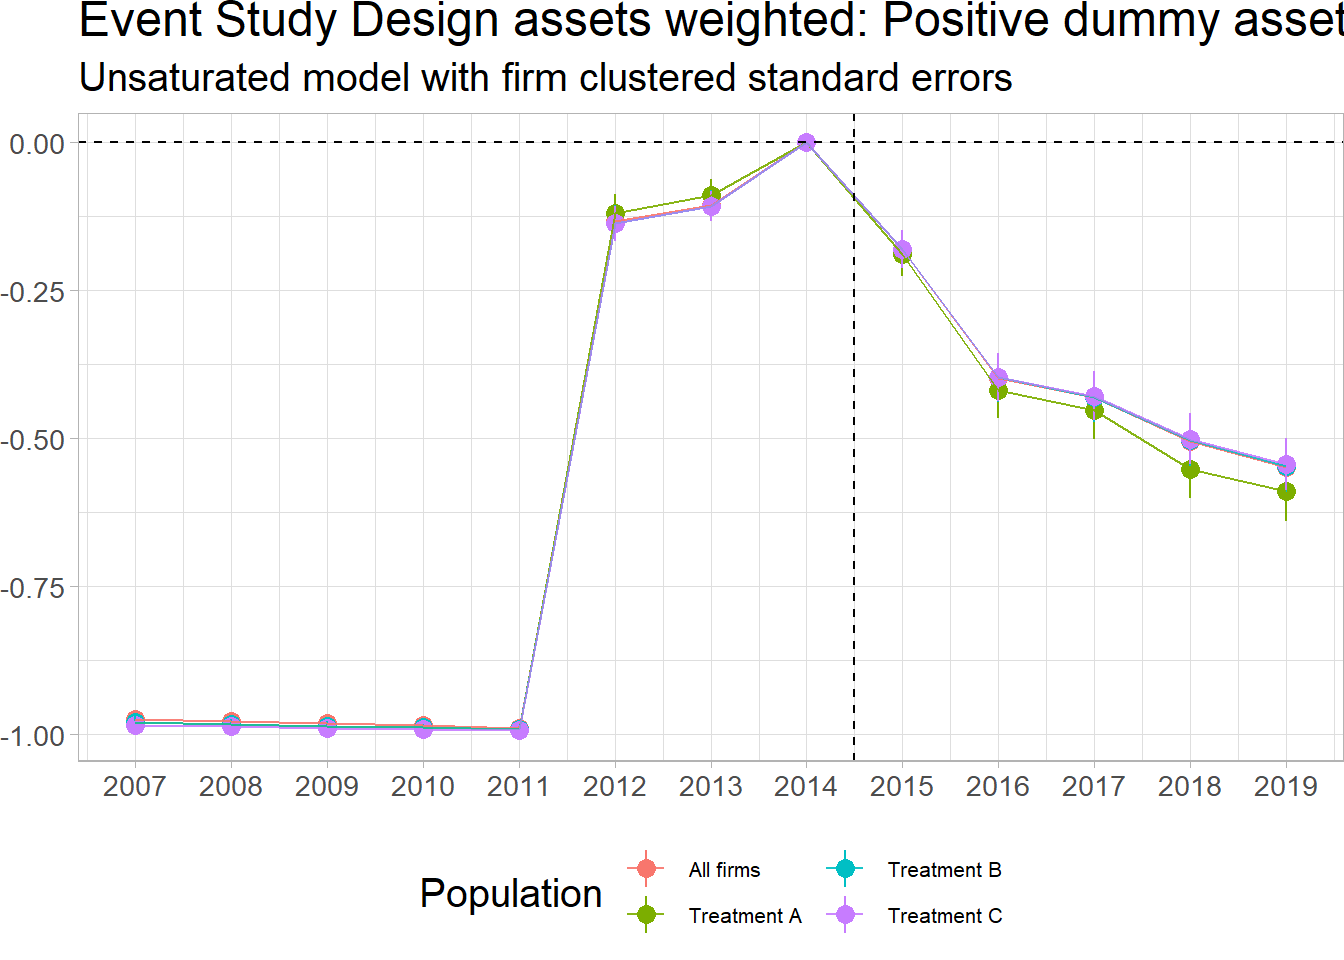 Event Study Design assets weighted: Positive dummy asset
Unsaturated model with firm clustered standard errors
0.00
-0.25
-0.50
-0.75
-1.00
2007 2008 2009 2010 2011 2012 2013 2014 2015 2016 2017 2018 2019
Population
All firms
Treatment A
Treatment B
Treatment C